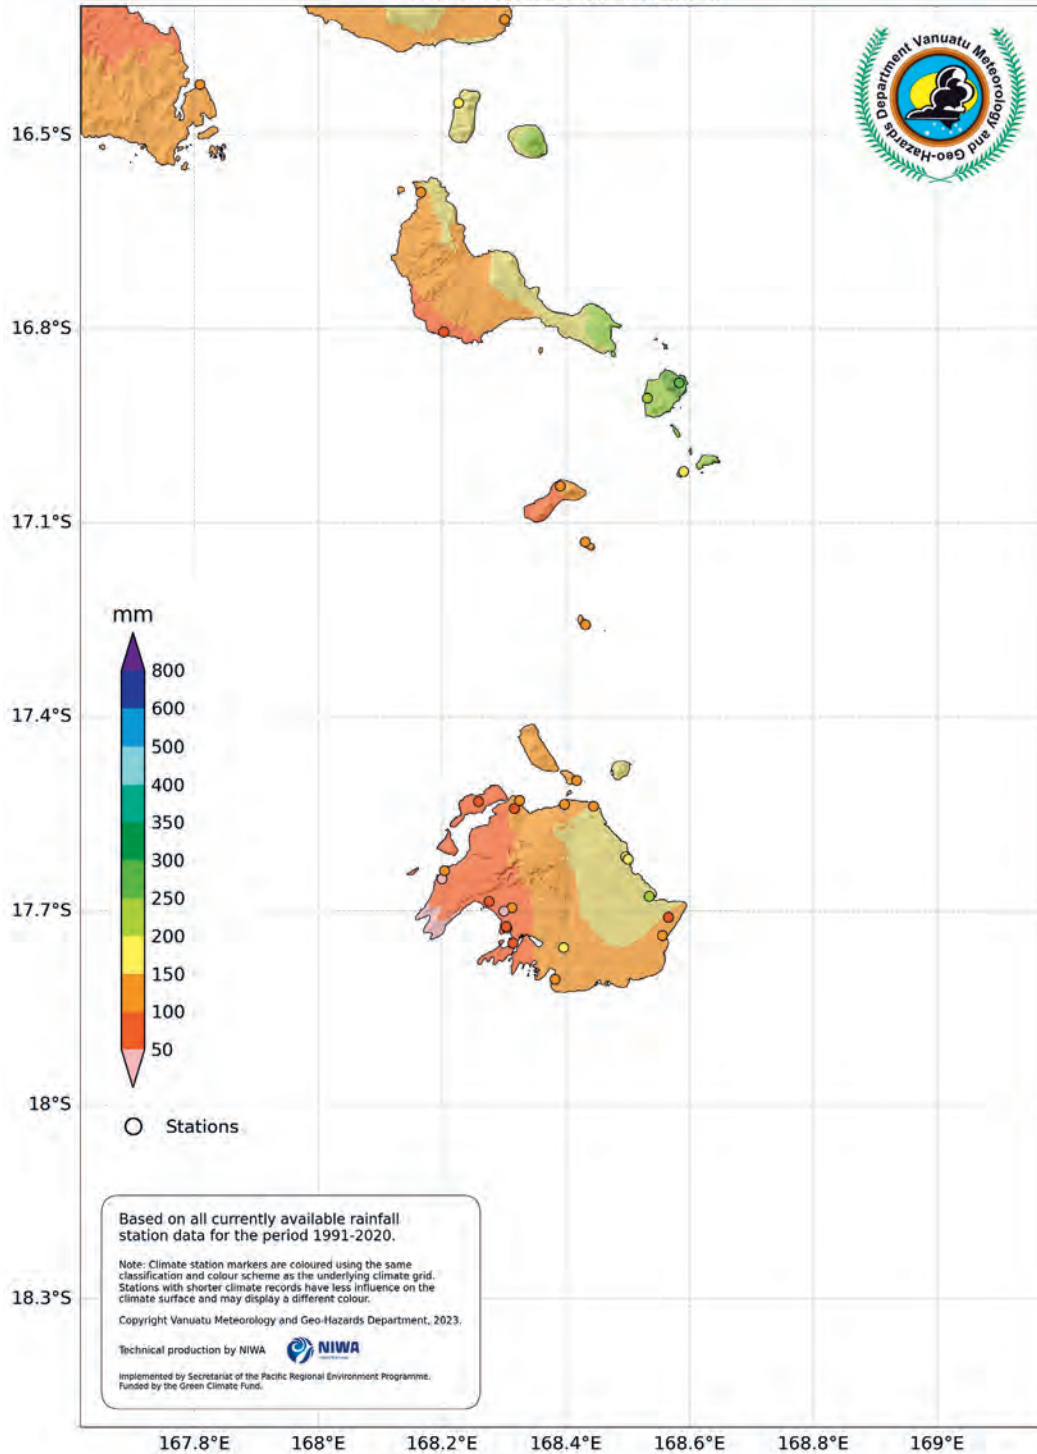 Vanuatu Meteorology and Geo-Hazards Department
16.5°S
16.8°S
17.1°S
17.4°S
17.7°S
18°S
18.3°S
mm
800
600
500
400
350
300
250
200
150
100
50
Stations
Based on all currently available rainfall
station data for the period 1991-2020.
Note: Climate station markers are coloured using the same
classification and colour scheme as the underlying climate grid.
Stations with shorter climate records have less influence on the
climate surface and may display a different colour.
Copyright Vanuatu Meteorology and Geo-Hazards Department, 2023.
Technical production by NIWA
NIWA
Implemented by Secretariat of the Pacific Regional Environment Programme.
Funded by the Green Climate Fund.
167.8°E 168°E 168.2°E 168.4°E 168.6°E 168.8°E 169°E